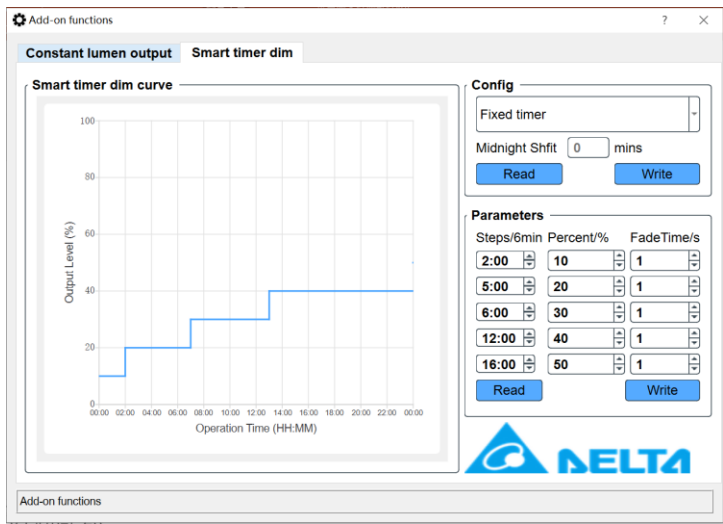 Add-on functions
Constant lumen output
Smart timer dim
Smart timer dim curve
100
80
60
40
20
0
Output Level (%)
00:00 02:00 04:00 06:00 08:00 10:00 12:00 14:00 16:00 18:00 20:00 22:00 00:00
Operation Time (HH:MM)
Config
Fixed timer
Midnight Shfit 0 mins
Read Write
Parameters
Steps/6min Percent/% FadeTime/s
2:00 10 1
5:00 20 1
6:00 30 1
12:00 40 1
16:00 50 1
Read Write
DELTA
Add-on functions